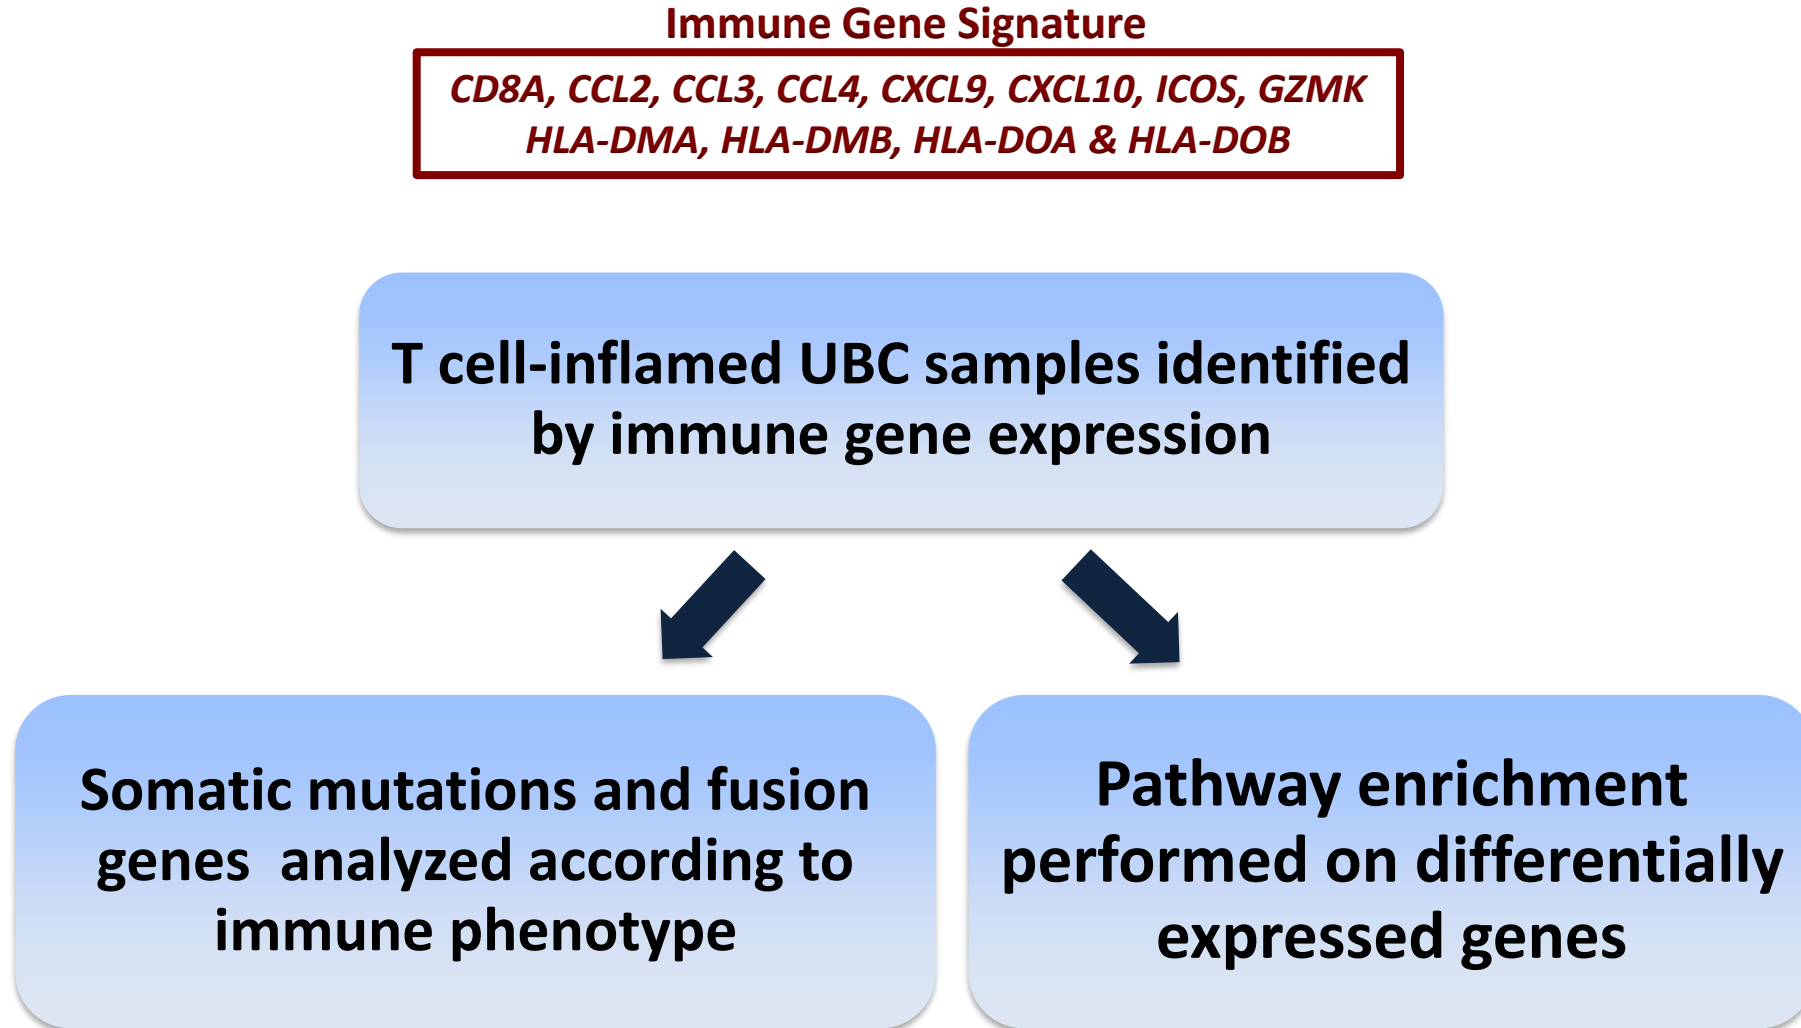 Immune Gene Signature
CD8A, CCL2, CCL3, CCL4, CXCL9, CXCL10, ICOS, GZMK
HLA-DMA, HLA-DMB, HLA-DOA & HLA-DOB
T cell-inflamed UBC samples identified
by immune gene expression
Somatic mutations and fusion
genes  analyzed according to
immune phenotype
Pathway enrichment
performed on differentially
expressed genes